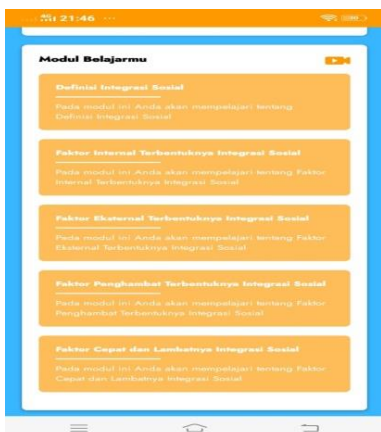 21:46
Modul Belajarmu
Definisi Integrasi Sosial
Pada modul ini Anda akan mempelajari tentang
Definisi Integrasi Sosial
Faktor Internal Terbentuknya Integrasi Sosial
Pada modul ini Anda akan mempelajari tentang Faktor
Internal Terbentuknya Integrasi Sosial
Faktor Eksternal Terbentuknya Integrasi Sosial
Pada modul ini Anda akan mempelajari tentang Faktor
Eksternal Terbentuknya Integrasi Sosial
Faktor Penghambat Terbentuknya Integrasi Sosial
Pada modul ini Anda akan mempelajari tentang Faktor
Penghambat Terbentuknya Integrasi Sosial
Faktor Cepat dan Lambatnya Integrasi Sosial
Pada modul ini Anda akan mempelajari tentang Faktor
Cepat dan Lambatnya Integrasi Sosial